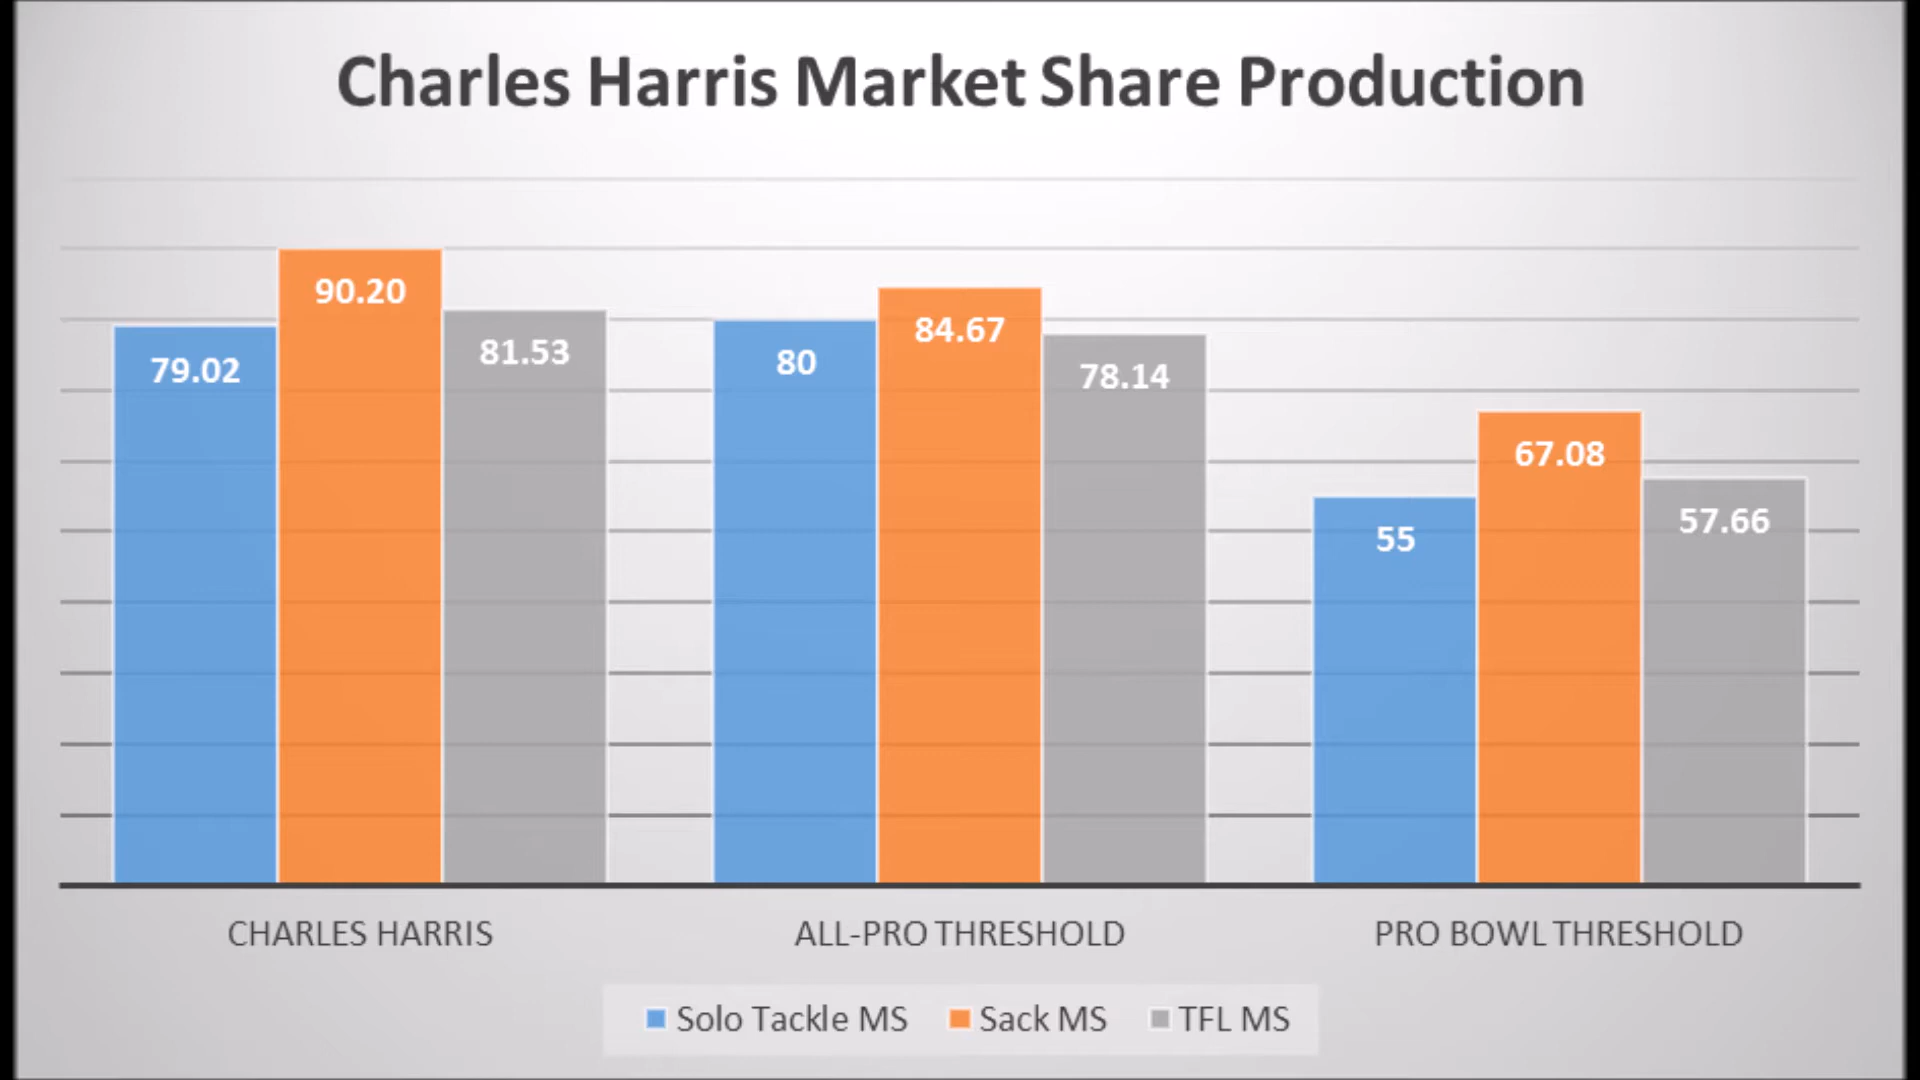 Charles Harris Market Share Production
90.20
84.67
79.02
81.53
80
78.14
67.08
55
57.66
CHARLES HARRIS
ALL-PRO THRESHOLD
PRO BOWL THRESHOLD
Solo Tackle MS
Sack MS
TFL MS